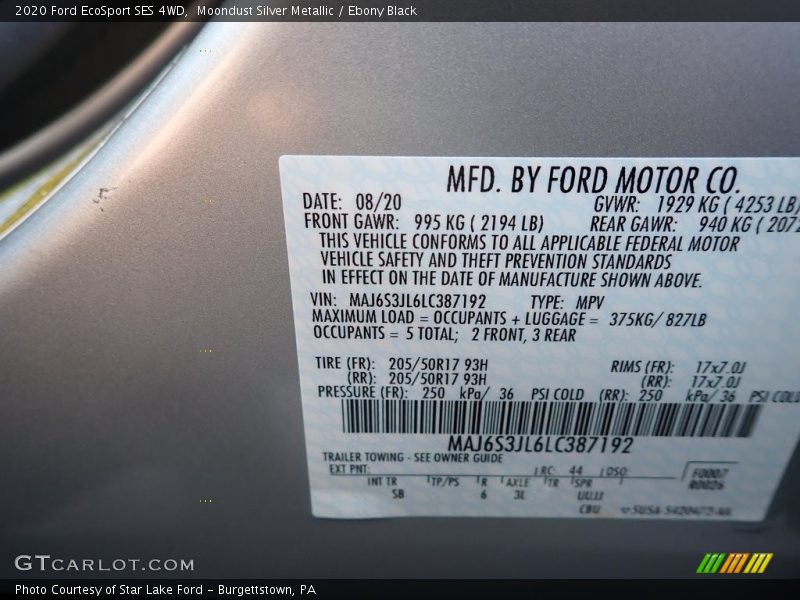 2020 Ford EcoSport SES 4WD, Moondust Silver Metallic / Ebony Black
MFD. BY FORD MOTOR CO.
DATE: 08/20 GVWR: 1929 KG ( 4253 LB)
FRONT GAWR: 995 KG ( 2194 LB) REAR GAWR: 940 KG ( 2072
THIS VEHICLE CONFORMS TO ALL APPLICABLE FEDERAL MOTOR
VEHICLE SAFETY AND THEFT PREVENTION STANDARDS
IN EFFECT ON THE DATE OF MANUFACTURE SHOWN ABOVE.
VIN: MAJ6S3JL6LC387192 TYPE: MPV
MAXIMUM LOAD = OCCUPANTS + LUGGAGE = 375KG/ 827LB
OCCUPANTS = 5 TOTAL; 2 FRONT, 3 REAR
TIRE (FR): 205/50R17 93H RIMS (FR): 17x7.0J
(RR): 205/50R17 93H (RR): 17x7.0J
PRESSURE (FR): 250 kPa/ 36 PSI COLD (RR): 250 kPa/ 36 PSI COLD
MAJ6S3JL6LC387192
TRAILER TOWING - SEE OWNER GUIDE
EXT PNT: RC: 44 DSO:
INT TR TP/PS R AXLE TR SPR
SB 6 3L UUJJ
CBU
GTCARLOT.COM
Photo Courtesy of Star Lake Ford - Burgettstown, PA